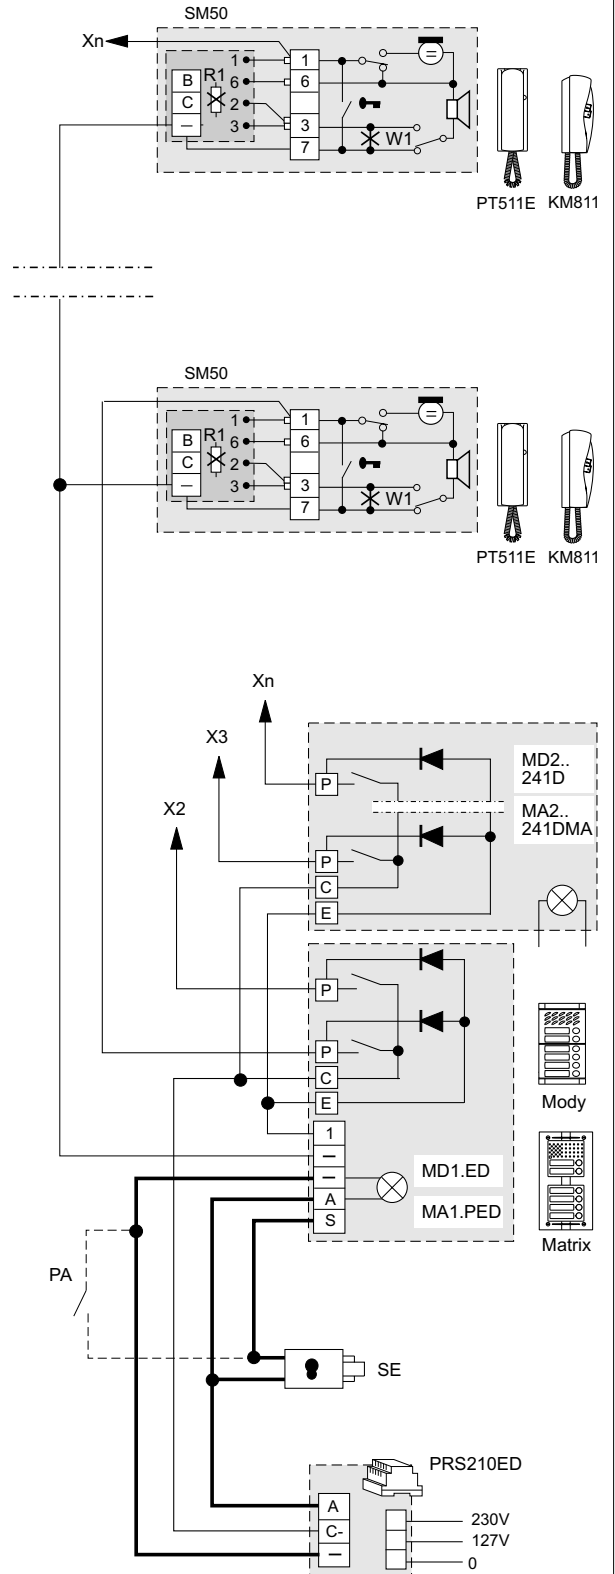 SM50
Xn
1
B
R1
6
C
2
—
3
1
6
3
7
W1
PT511E KM811
SM50
1
B
R1
6
C
2
—
3
1
6
3
7
W1
PT511E KM811
Xn
X3
X2
P
MD2..
241D
MA2..
241DMA
P
C
E
P
P
C
E
1
—
—
A
S
MD1.ED
MA1.PED
Mody
Matrix
PA
SE
PRS210ED
A
C-
—
230V
127V
0